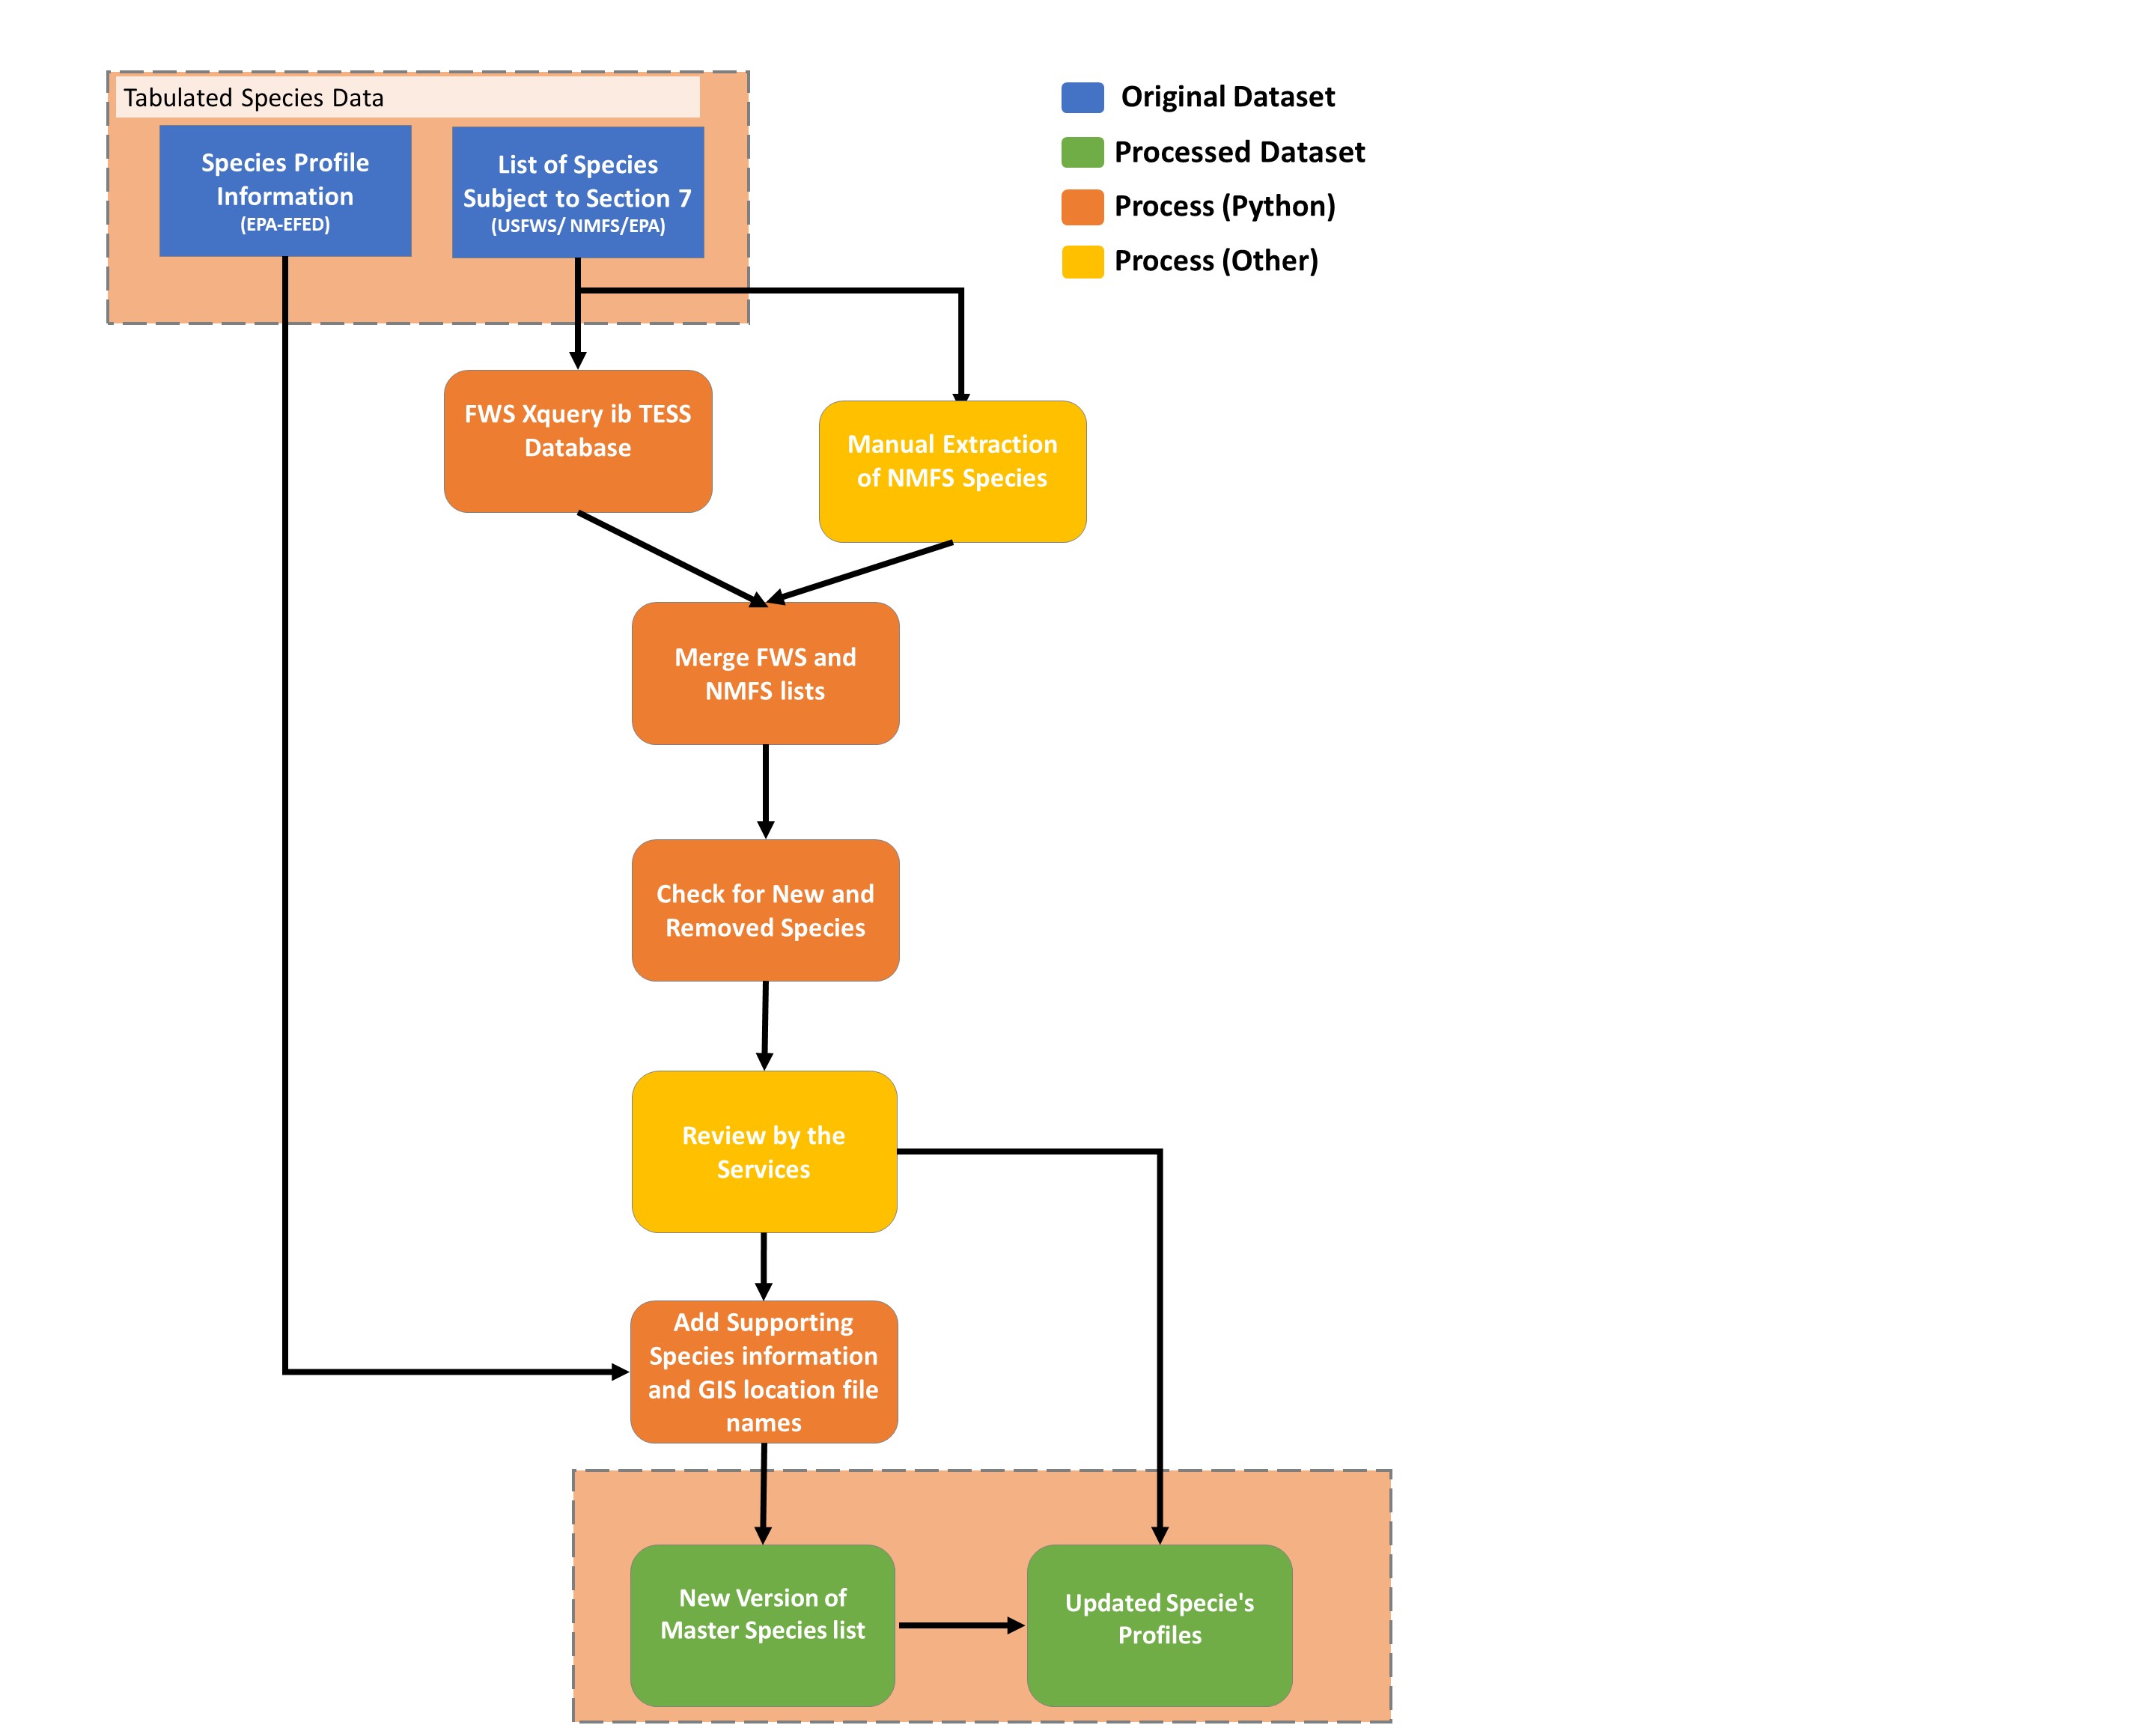 Tabulated Species Data
Species Profile
Information
(EPA-EFED)
List of Species
Subject to Section 7
(USFWS/ NMFS/EPA)
Original Dataset
Processed Dataset
Process (Python)
Process (Other)
FWS Xquery ib TESS
Database
Manual Extraction
of NMFS Species
Merge FWS and
NMFS lists
Check for New and
Removed Species
Review by the
Services
Add Supporting
Species information
and GIS location file
names
New Version of
Master Species list
Updated Specie's
Profiles